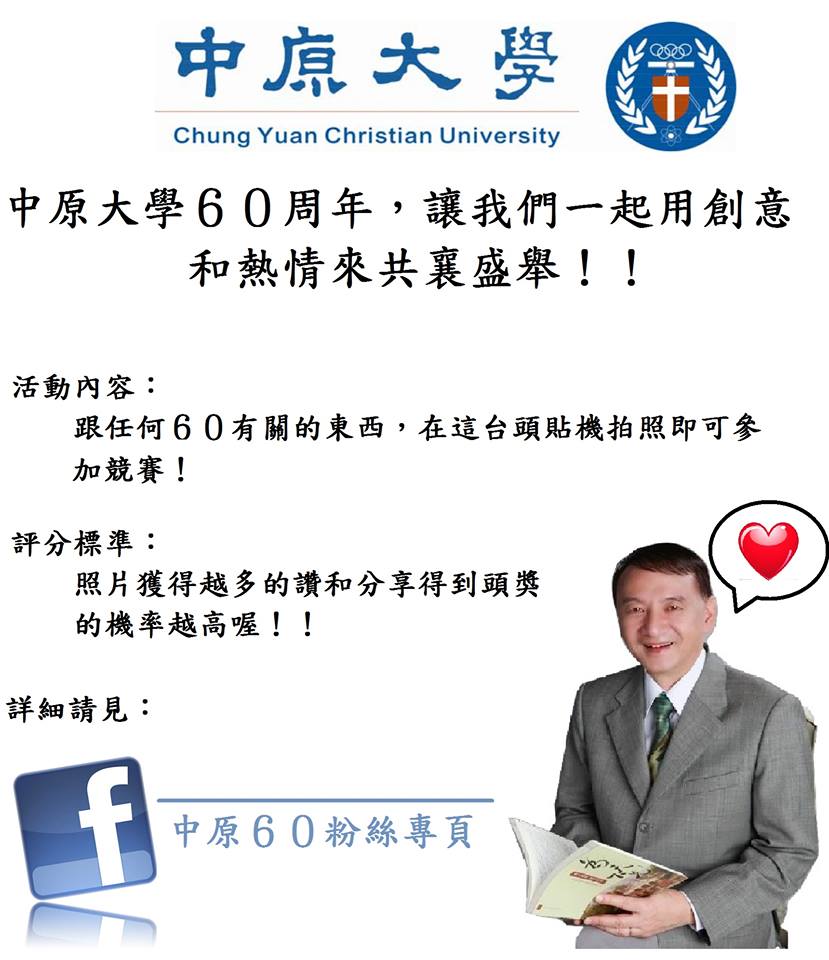 中原大學
Chung Yuan Christian University
中原大學６０周年，讓我們一起用創意
和熱情來共襄盛舉！！
活動內容：
跟任何６０有關的東西，在這台頭貼機拍照即可參
加競賽！
評分標準：
照片獲得越多的讚和分享得到頭獎
的機率越高喔！！
詳細請見：
f
中原６０粉絲專頁